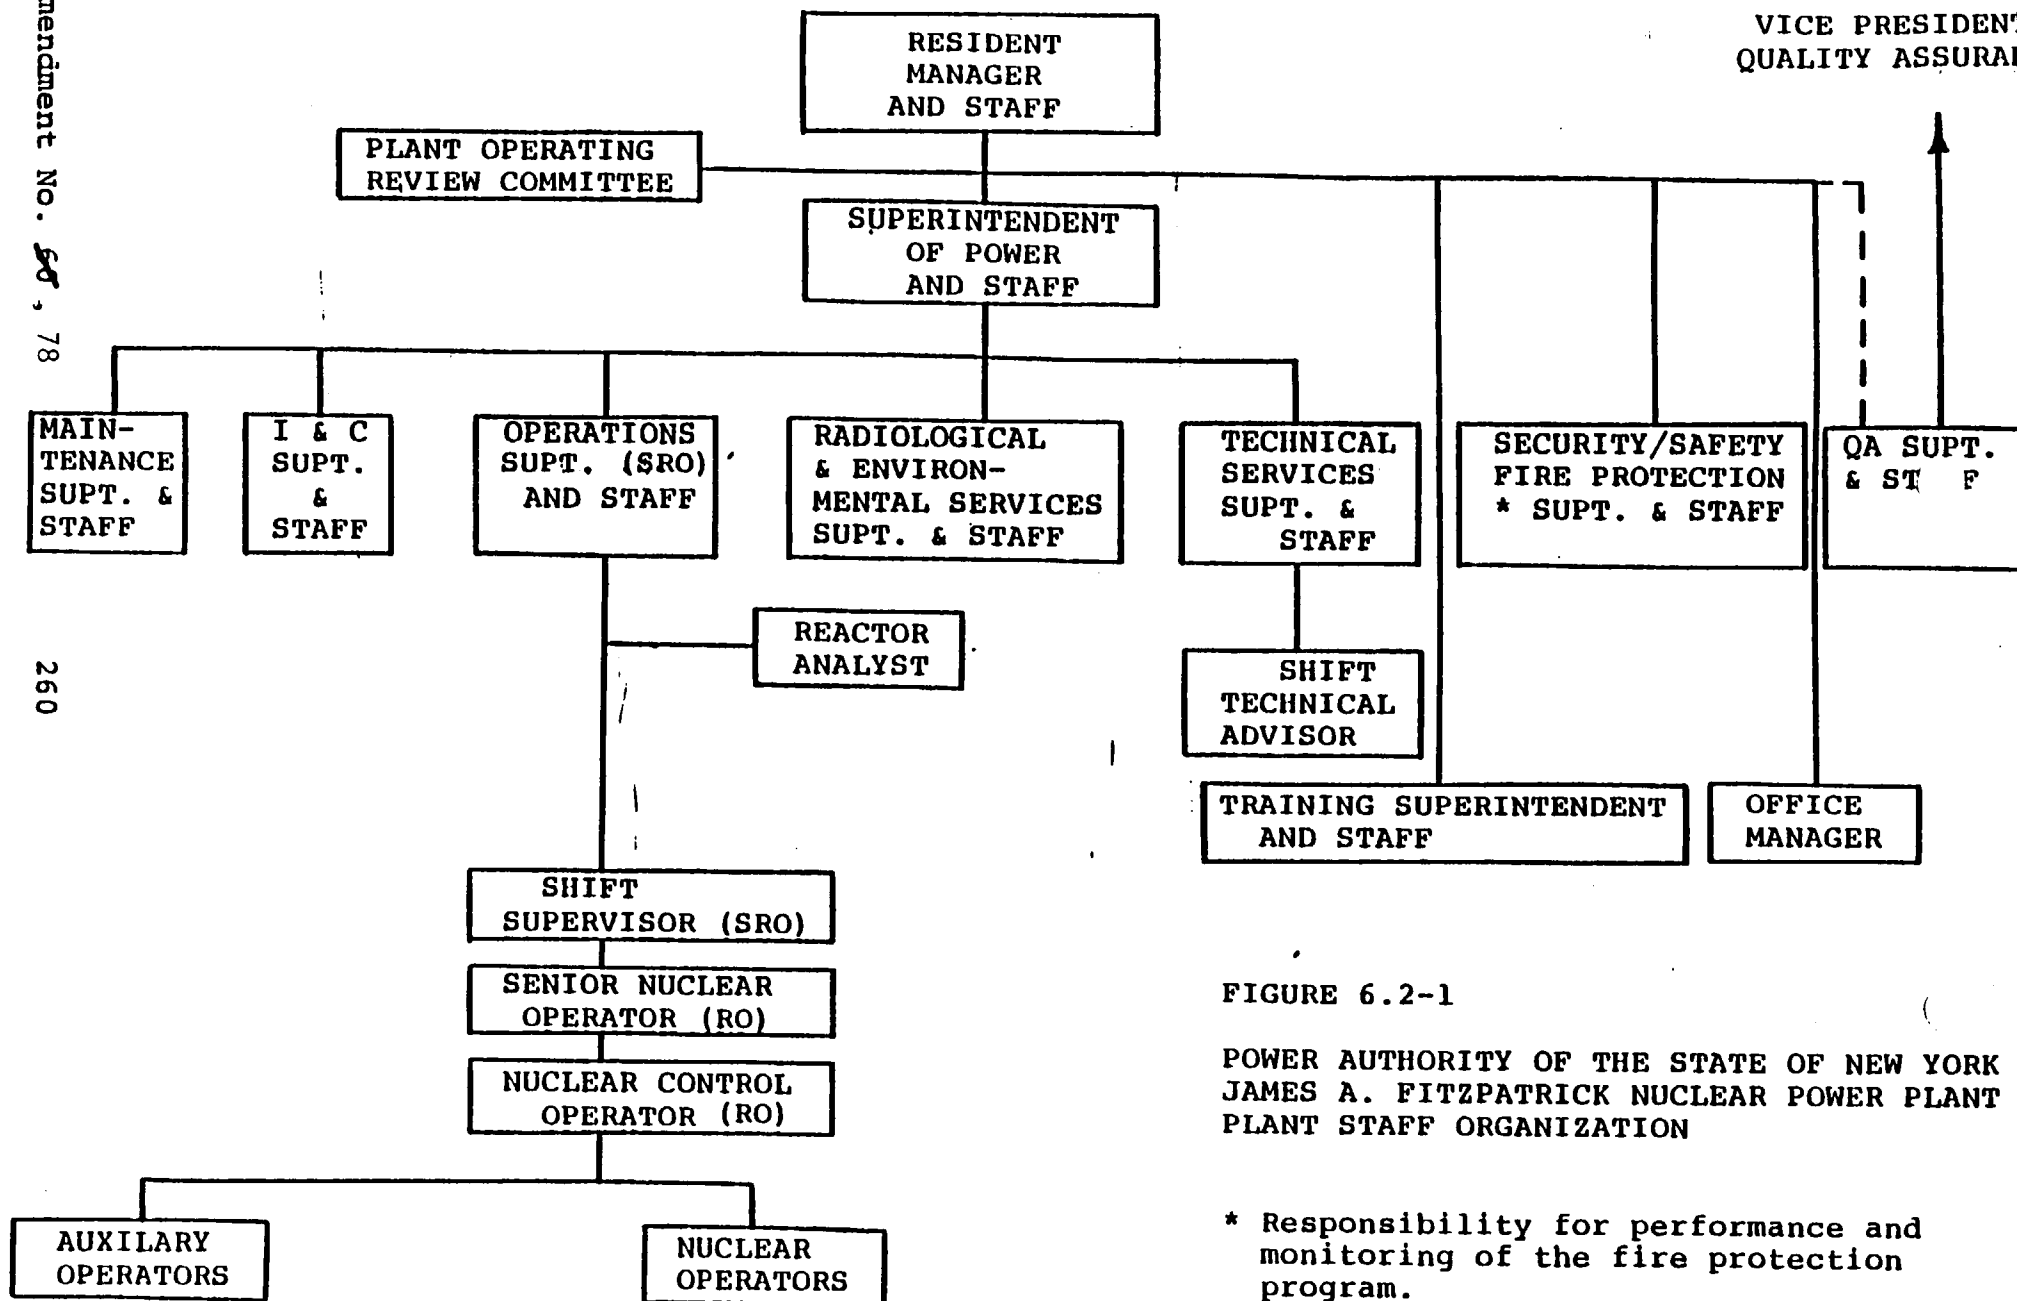 RESIDENT
MANAGER
AND STAFF
VICE PRESIDENT
QUALITY
PLANT OPERATING
REVIEW COMMITTEE
SUPERINTENDENT
OF POWER
AND STAFF
MAIN-
TENANCE
SUPT. &
STAFF
I & C
SUPT.
&
STAFF
OPERATIONS
SUPT. (SRO)
AND STAFF
RADIOLOGICAL
& ENVIRON-
MENTAL SERVICES
SUPT. & STAFF
TECHNICAL
SERVICES
SUPT. &
STAFF
SECURITY/SAFETY
FIRE PROTECTION
* SUPT. & STAFF
QA SUPT.
& ST F
REACTOR
ANALYST
SHIFT
TECHNICAL
ADVISOR
TRAINING SUPERINTENDENT
AND STAFF
OFFICE
MANAGER
SHIFT
SUPERVISOR (SRO)
SENIOR NUCLEAR
OPERATOR (RO)
NUCLEAR CONTROL
OPERATOR (RO)
AUXILARY
OPERATORS
NUCLEAR
OPERATORS
FIGURE 6.2-1
POWER AUTHORITY OF THE STATE OF NEW YORK
JAMES A. FITZPATRICK NUCLEAR POWER PLANT
PLANT STAFF ORGANIZATION
* Responsibility for performance and
monitoring of the fire protection
program.
No. , 78
260